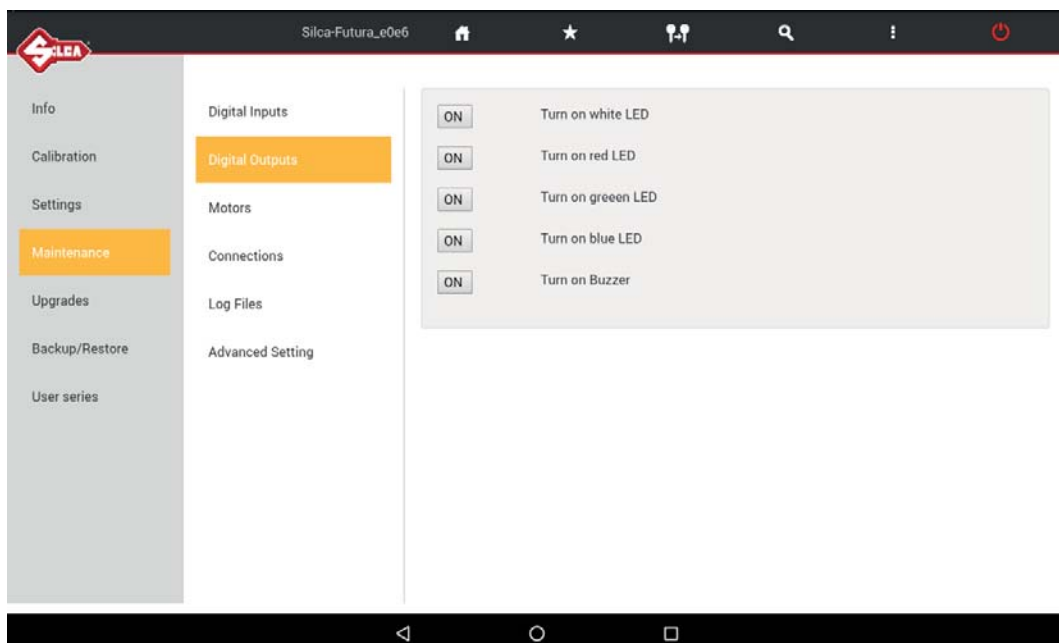 SILCA
Silca-Futura_e0e6
Info
Calibration
Settings
Maintenance
Upgrades
Backup/Restore
User series
Digital Inputs
Digital Outputs
Motors
Connections
Log Files
Advanced Setting
ON Turn on white LED
ON Turn on red LED
ON Turn on greeen LED
ON Turn on blue LED
ON Turn on Buzzer